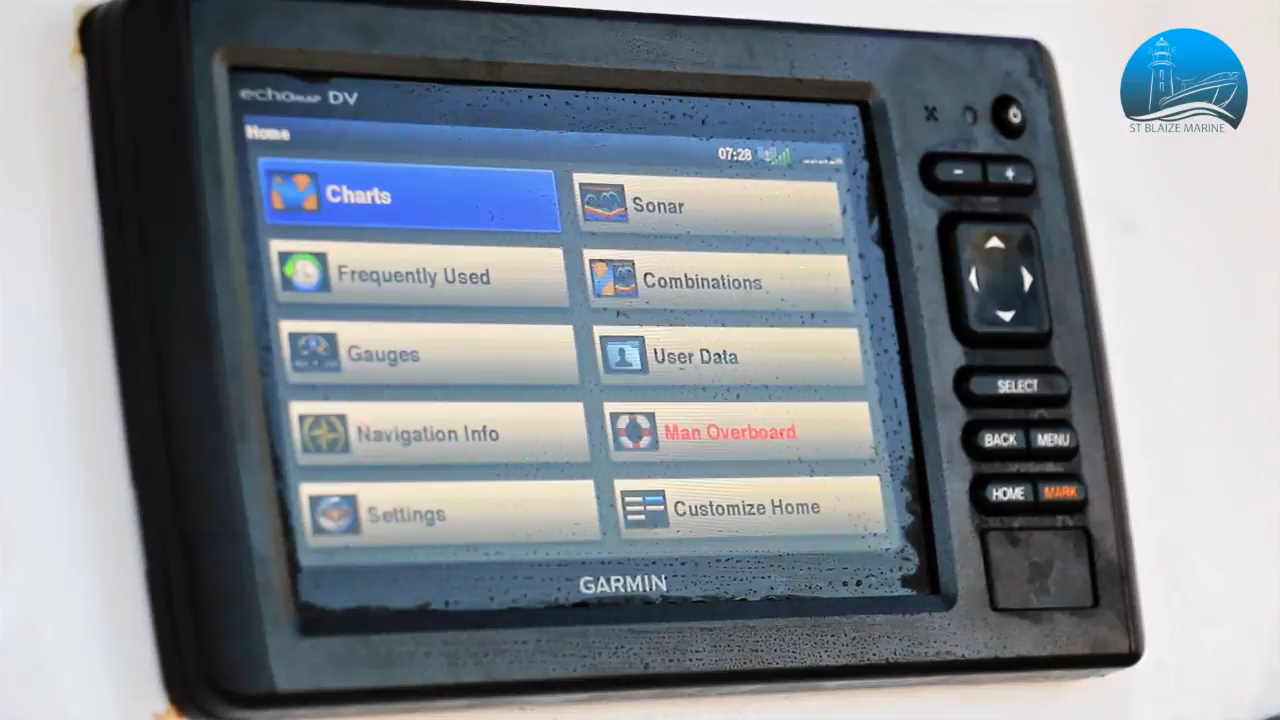 echoMAP DV
Home
07:28
Charts
Sonar
Frequently Used
Combinations
Gauges
User Data
Navigation Info
Man Overboard
Settings
Customize Home
GARMIN
- +
SELECT
BACK MENU
HOME MARK
ST BLAIZE MARINE